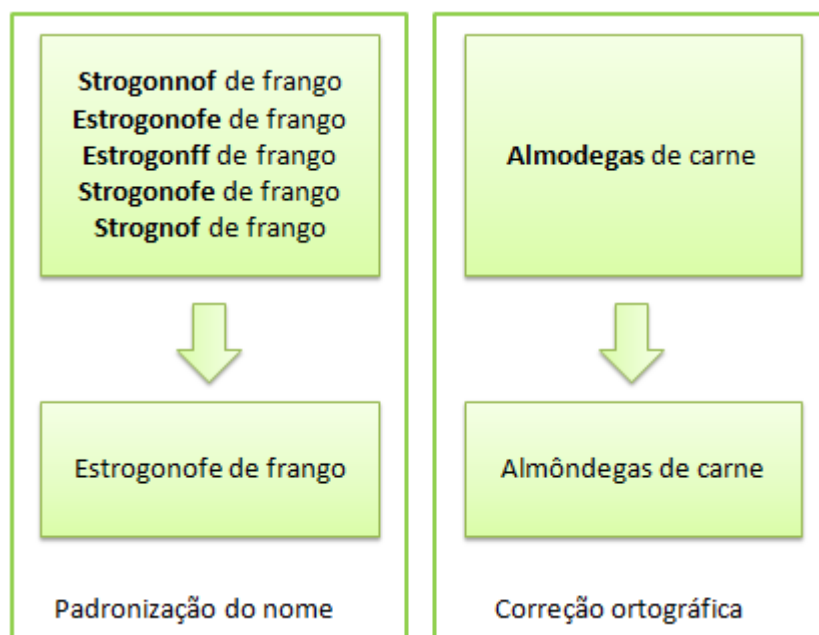 Strogonnof de frango
Estrogonofe de frango
Estrogonff de frango
Strogonofe de frango
Strognof de frango
Estrogonofe de frango
Padronização do nome
Almodegas de carne
Almôndegas de carne
Correção ortográfica